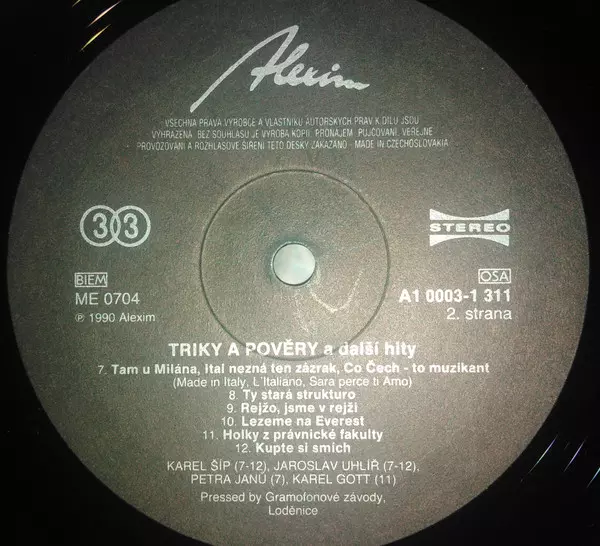 Alexim
VŠECHNA PRÁVA VÝROBCE A VLASTNÍKŮ AUTORSKÝCH PRÁV K DÍLU JSOU
VYHRAZENA. BEZ SOUHLASU JE VÝROBA KOPIÍ, PRONÁJEM, PŮJČOVÁNÍ, VEŘEJNÉ
PROVOZOVÁNÍ A ROZHLASOVÉ ŠÍŘENÍ TÉTO DESKY ZAKÁZÁNO - MADE IN CZECHOSLOVAKIA
33
STEREO
BIEM
ME 0704
℗ 1990 Alexim
OSA
A1 0003-1 311
2. strana
TRIKY A POVĚRY a další hity
7. Tam u Milána, Ital nezná ten zázrak, Co Čech - to muzikant
(Made in Italy, L´Italiano, Sara perce ti Amo)
8. Ty stará strukturo
9. Rejžo, jsme v rejži
10. Lezeme na Everest
11. Holky z právnické fakulty
12. Kupte si smích
KAREL ŠÍP (7-12), JAROSLAV UHLÍŘ (7-12),
PETRA JANŮ (7), KAREL GOTT (11)
Pressed by Gramofonové závody,
Loděnice